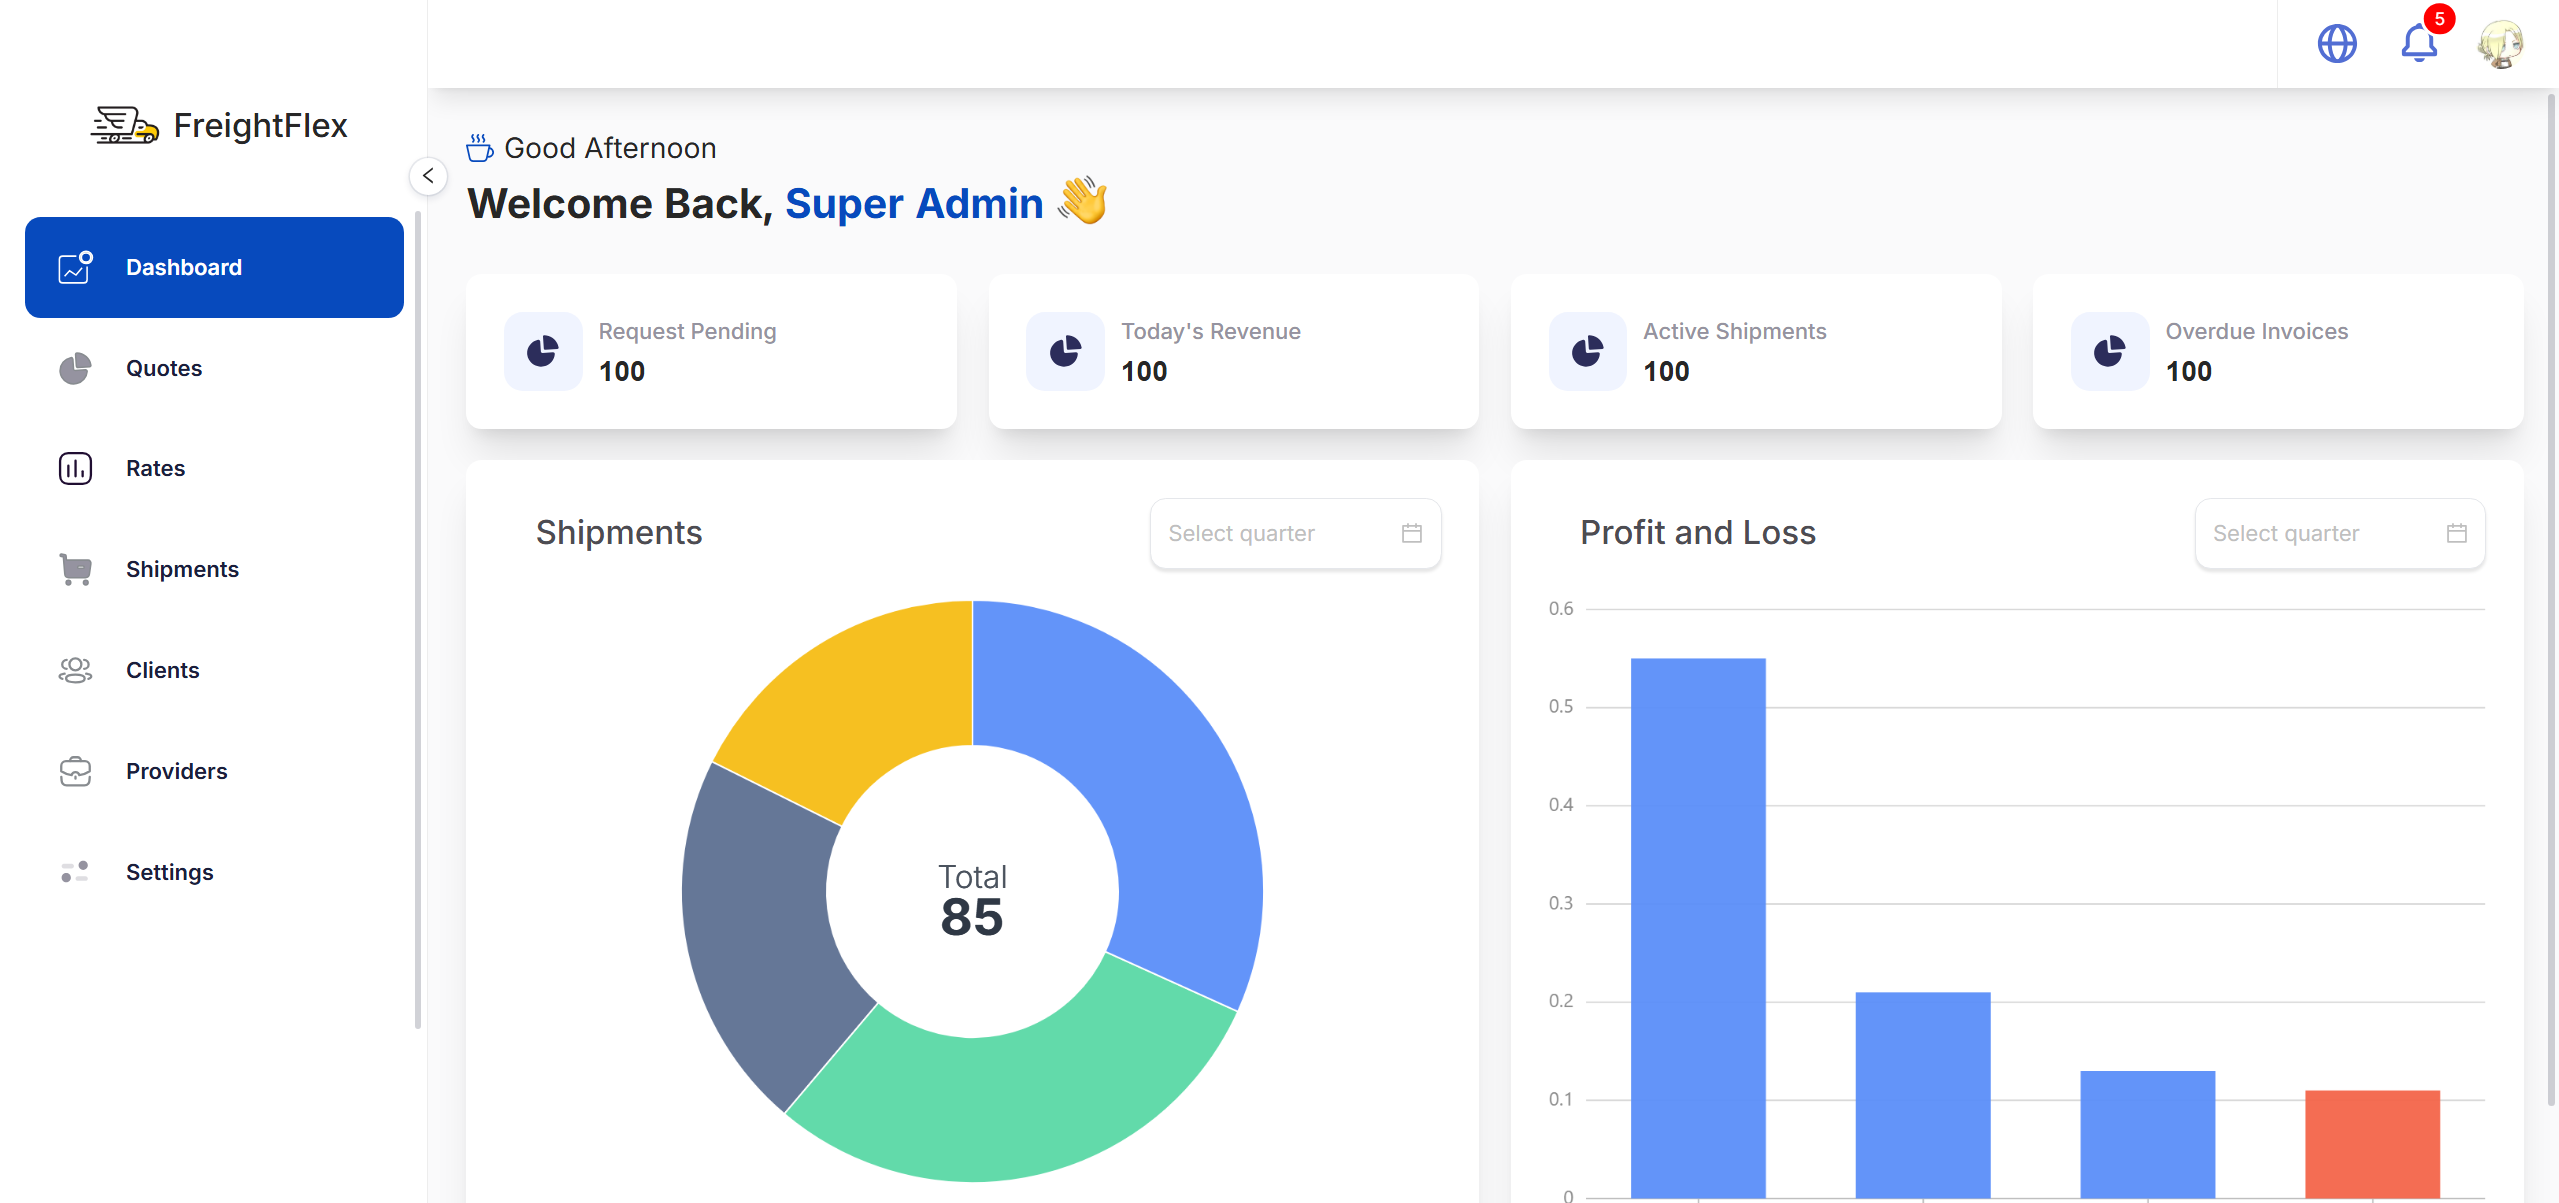 5
FreightFlex
Good Afternoon
Welcome Back, Super Admin 👋
Dashboard
Quotes
Rates
Shipments
Clients
Providers
Settings
Request Pending
100
Today's Revenue
100
Active Shipments
100
Overdue Invoices
100
Shipments
Select quarter
Total
85
Profit and Loss
Select quarter
0.6
0.5
0.4
0.3
0.2
0.1
0